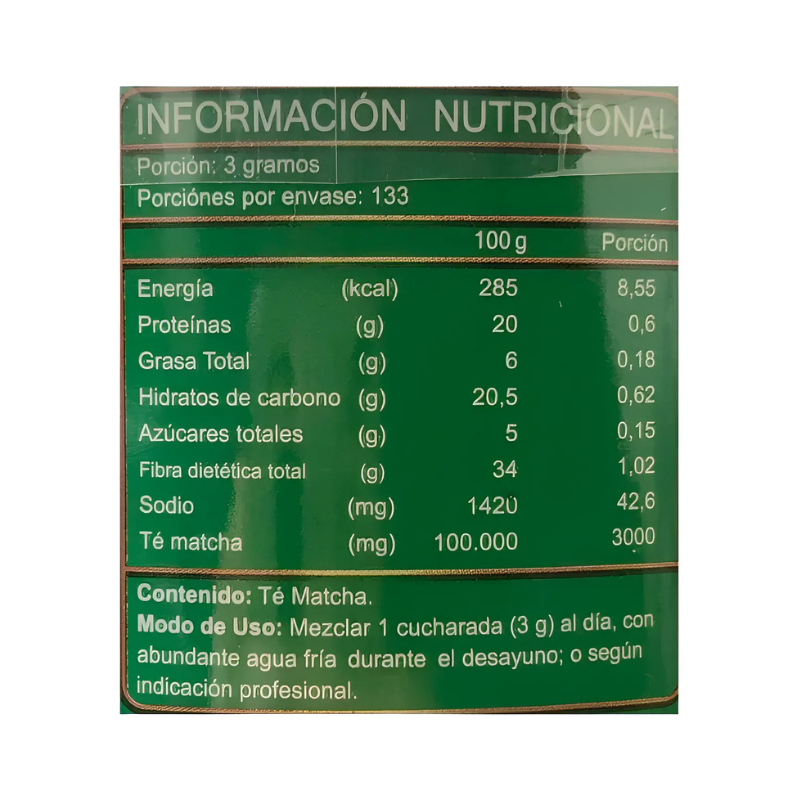 INFORMACIÓN NUTRICIONAL
Porción: 3 gramos
Porciónes por envase: 133
100 g Porción
Energía (kcal) 285 8,55
Proteínas (g) 20 0,6
Grasa Total (g) 6 0,18
Hidratos de carbono (g) 20,5 0,62
Azúcares totales (g) 5 0,15
Fibra dietética total (g) 34 1,02
Sodio (mg) 1420 42,6
Té matcha (mg) 100.000 3000
Contenido: Té Matcha.
Modo de Uso: Mezclar 1 cucharada (3 g) al día, con
abundante agua fría durante el desayuno; o según
indicación profesional.